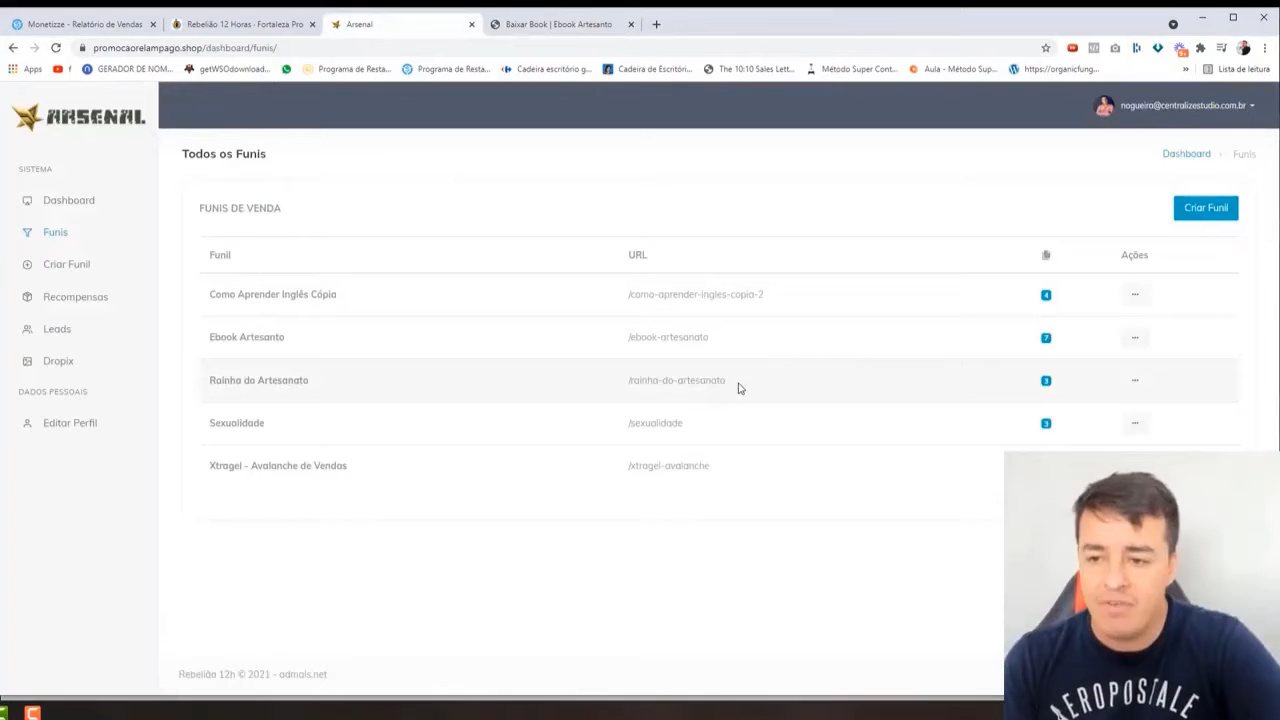 Monetizze - Relatório de Vendas
Rebelião 12 Horas - Fortaleza Pro
Arsenal
Baixar Book | Ebook Artesanto
promocaorelampago.shop/dashboard/funis/
Apps
GERADOR DE NOM...
getWSOdownload...
Programa de Resta...
Programa de Resta...
Cadeira escritório g...
Cadeira de Escritóri...
The 10:10 Sales Lett...
Método Super Cont...
Aula - Método Sup...
https://organicfung...
»
Lista de leitura
ARSENAL
nogueira@centralizestudio.com.br
SISTEMA
Dashboard
Funis
Criar Funil
Recompensas
Leads
Dropix
DADOS PESSOAIS
Editar Perfil
Todos os Funis
Dashboard
Funis
FUNIS DE VENDA
Criar Funil
Funil URL Ações
Como Aprender Inglês Cópia /como-aprender-ingles-copia-2 4 ...
Ebook Artesanto /ebook-artesanato 7 ...
Rainha do Artesanato /rainha-do-artesanato 3 ...
Sexualidade /sexualidade 3 ...
Xtragel - Avalanche de Vendas /xtragel-avalanche
Rebelião 12h © 2021 - admais.net
AEROPOSTALE